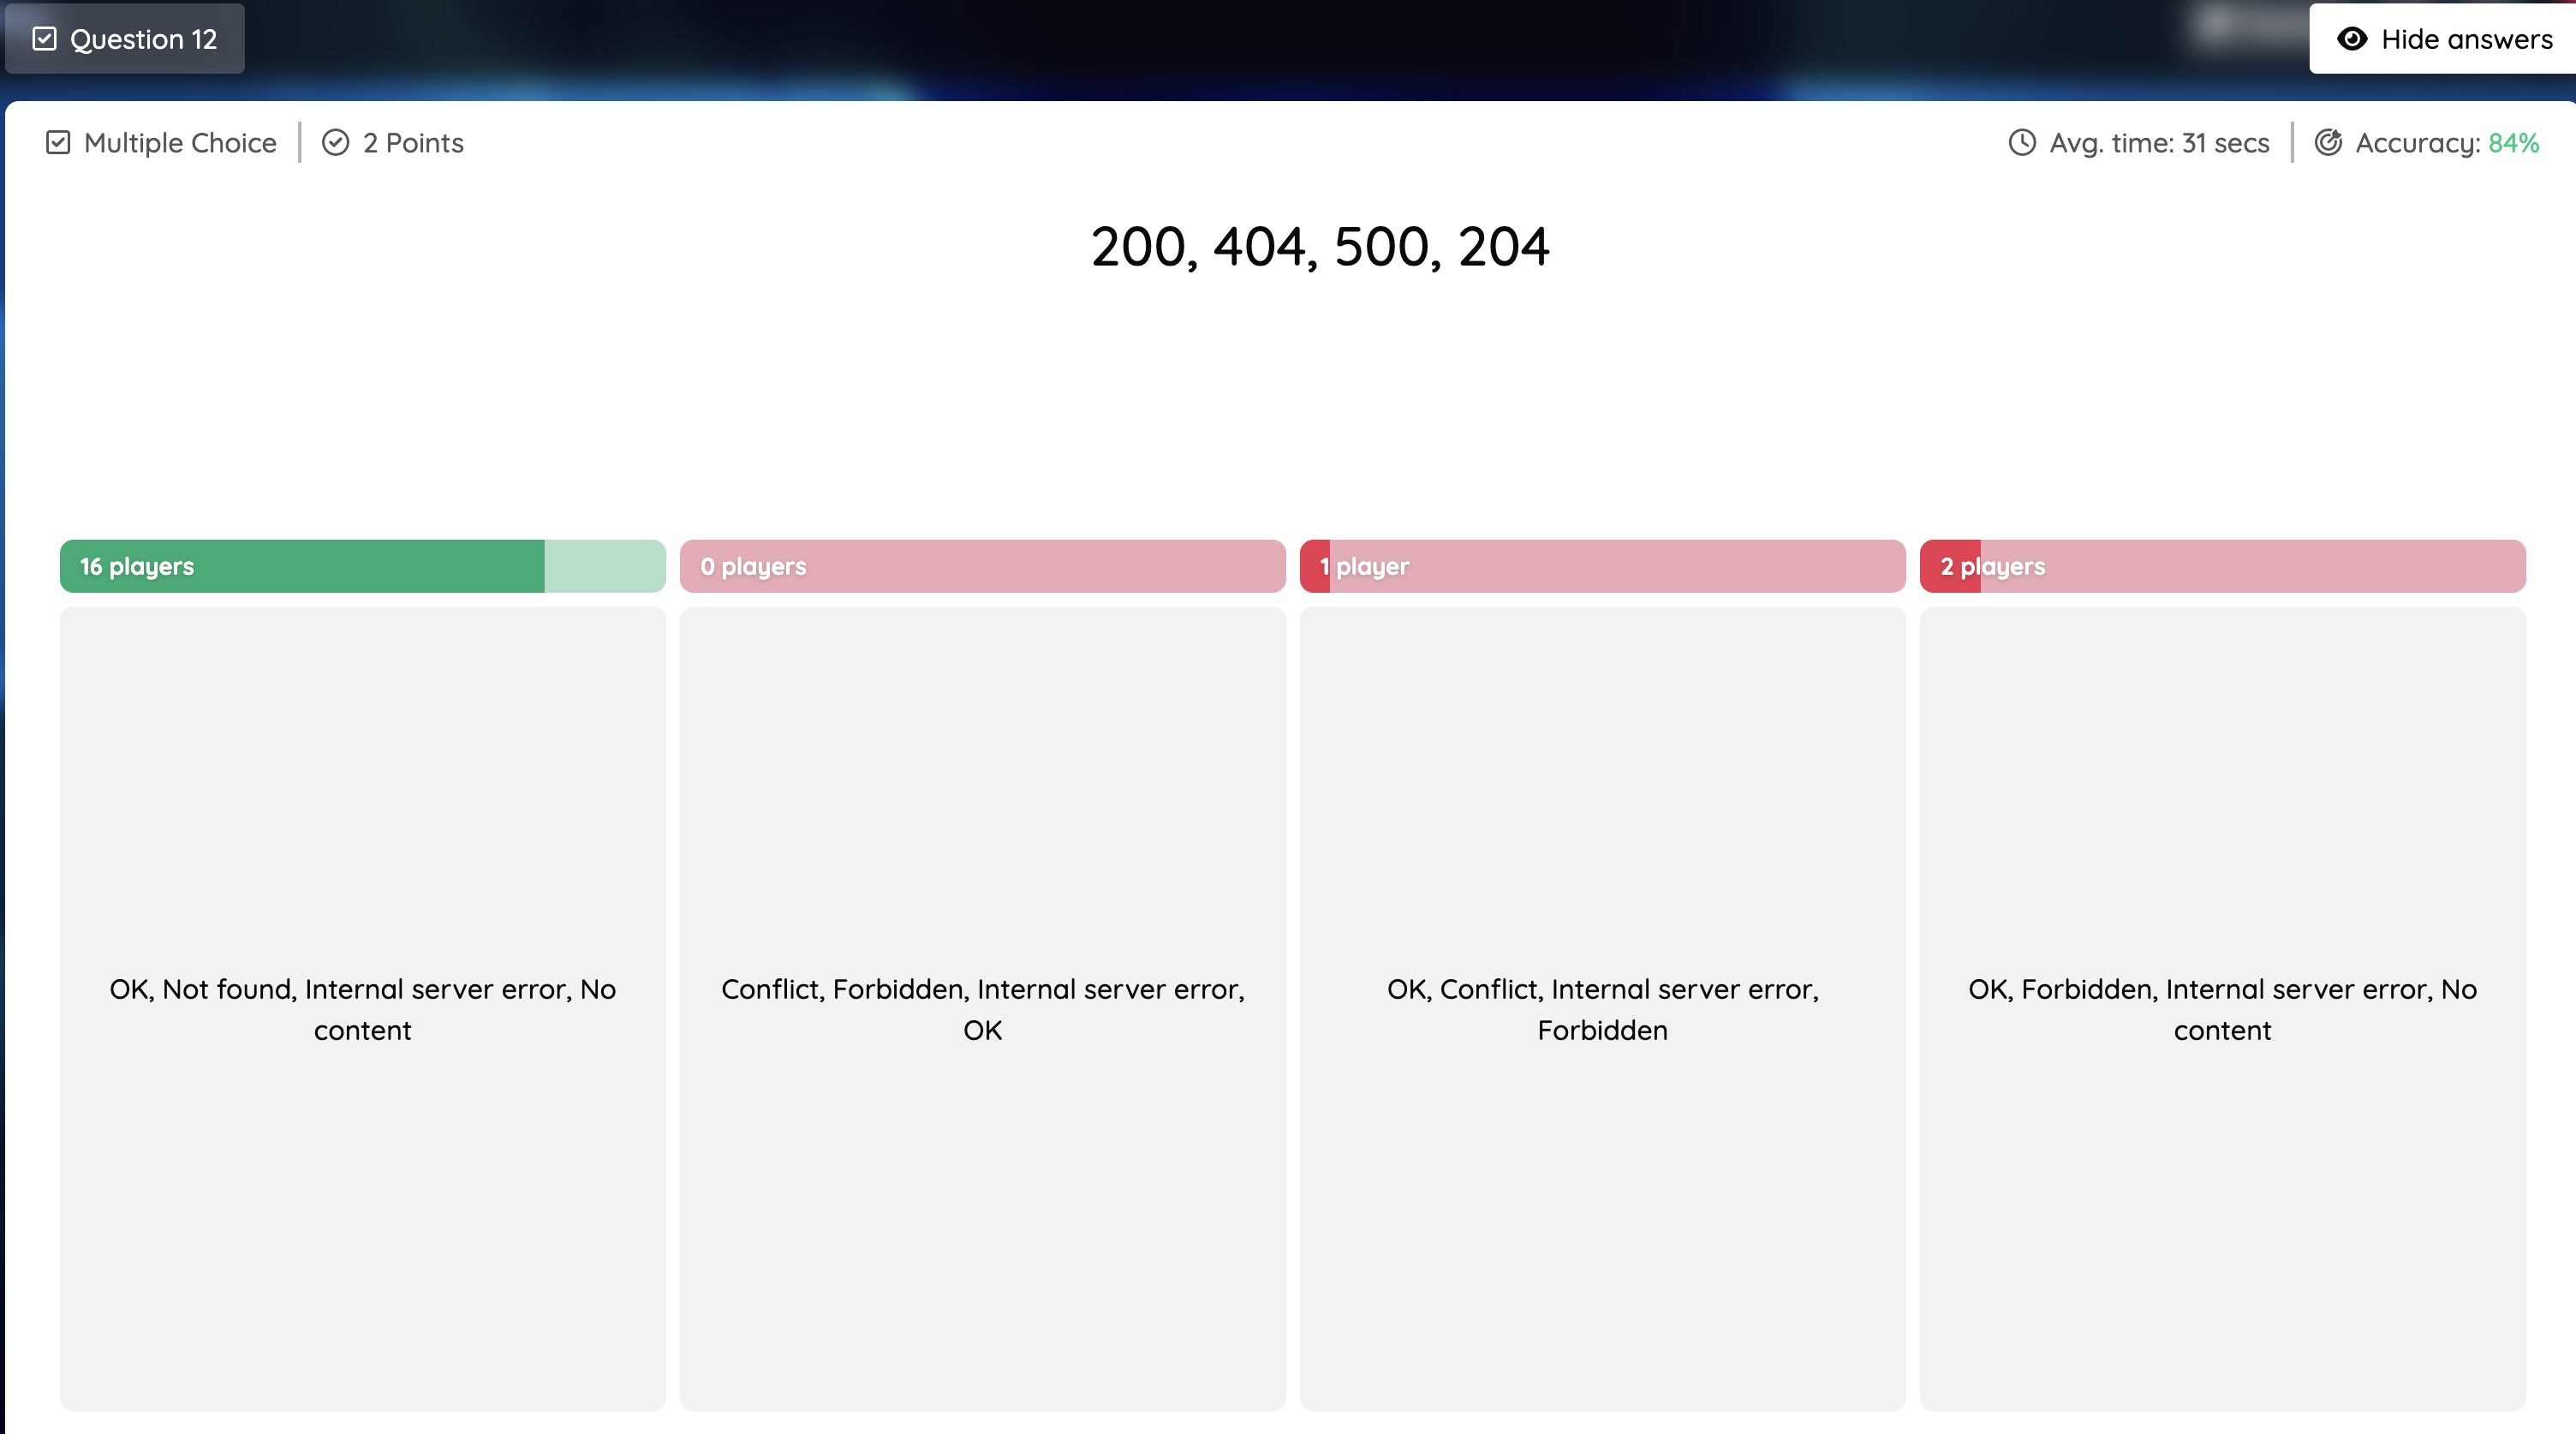 Question 12
Hide answers
Multiple Choice
2 Points
Avg. time: 31 secs
Accuracy: 84%
200, 404, 500, 204
16 players
0 players
1 player
2 players
OK, Not found, Internal server error, No
content
Conflict, Forbidden, Internal server error,
OK
OK, Conflict, Internal server error,
Forbidden
OK, Forbidden, Internal server error, No
content